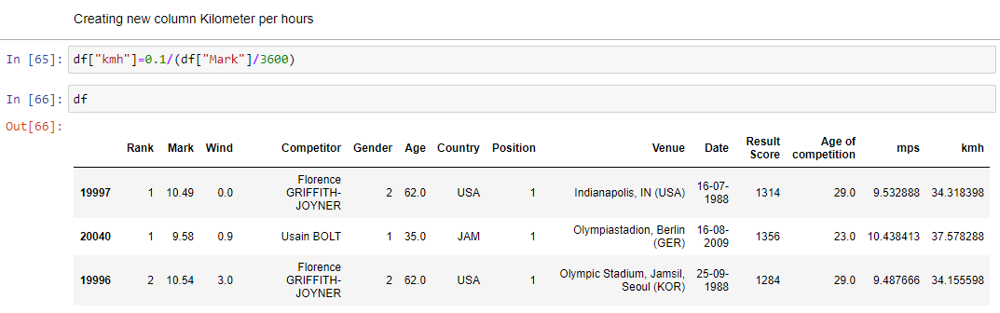 Creating new column Kilometer per hours
In [65]: df["kmh"]=0.1/(df["Mark"]/3600)
In [66]: df
Out[66]:
Rank Mark Wind Competitor Gender Age Country Position Venue Date Result Score Age of competition mps kmh
19997 1 10.49 0.0 Florence GRIFFITH-JOYNER 2 62.0 USA 1 Indianapolis, IN (USA) 16-07-1988 1314 29.0 9.532888 34.318398
20040 1 9.58 0.9 Usain BOLT 1 35.0 JAM 1 Olympiastadion, Berlin (GER) 16-08-2009 1356 23.0 10.438413 37.578288
19996 2 10.54 3.0 Florence GRIFFITH-JOYNER 2 62.0 USA 1 Olympic Stadium, Jamsil, Seoul (KOR) 25-09-1988 1284 29.0 9.487666 34.155598